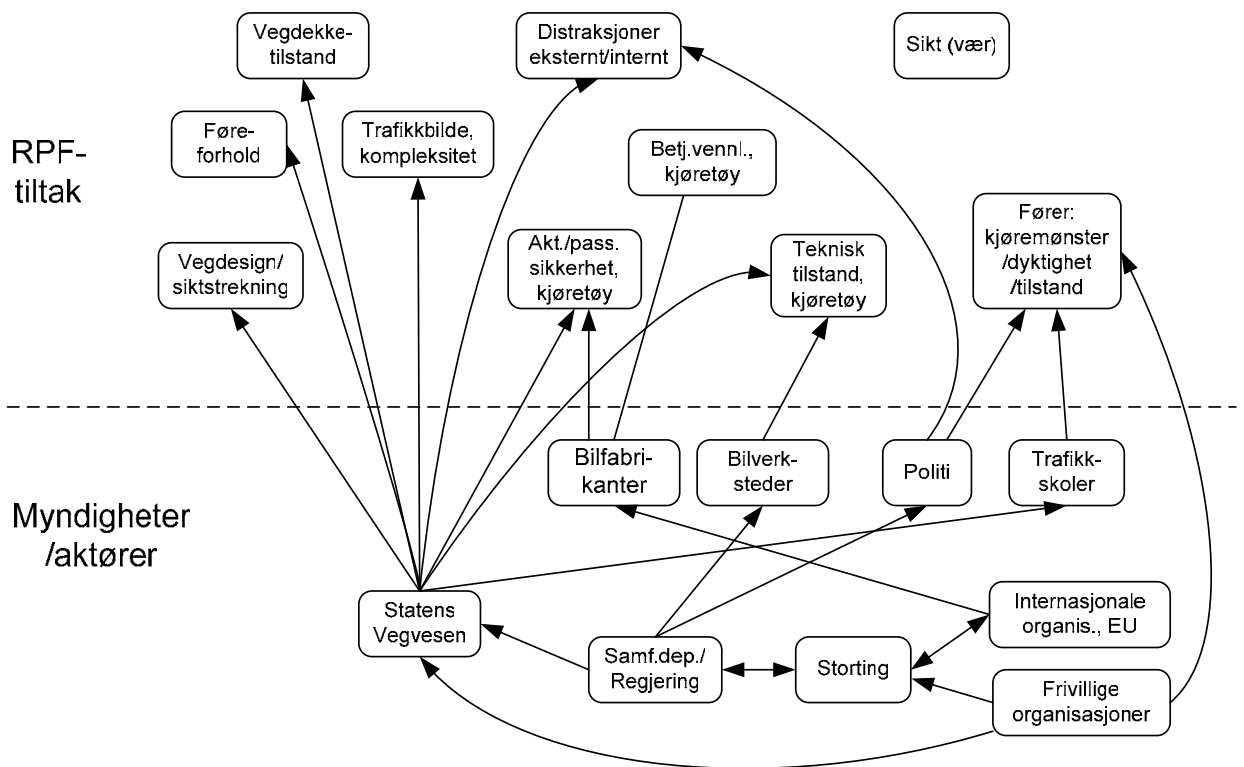 Vegdekke-
tilstand
Distraksjoner
eksternt/internt
Sikt (vær)
RPF-
tiltak
Føre-
forhold
Trafikkbilde,
kompleksitet
Betj.vennl.,
kjøretøy
Vegdesign/
siktstrekning
Akt./pass.
sikkerhet,
kjøretøy
Teknisk
tilstand,
kjøretøy
Fører:
kjøremønster
/dyktighet
/tilstand
Myndigheter
/aktører
Bilfabri-
kanter
Bilverk-
steder
Politi
Trafikk-
skoler
Statens
Vegvesen
Samf.dep./
Regjering
Storting
Internasjonale
organis., EU
Frivillige
organisasjoner